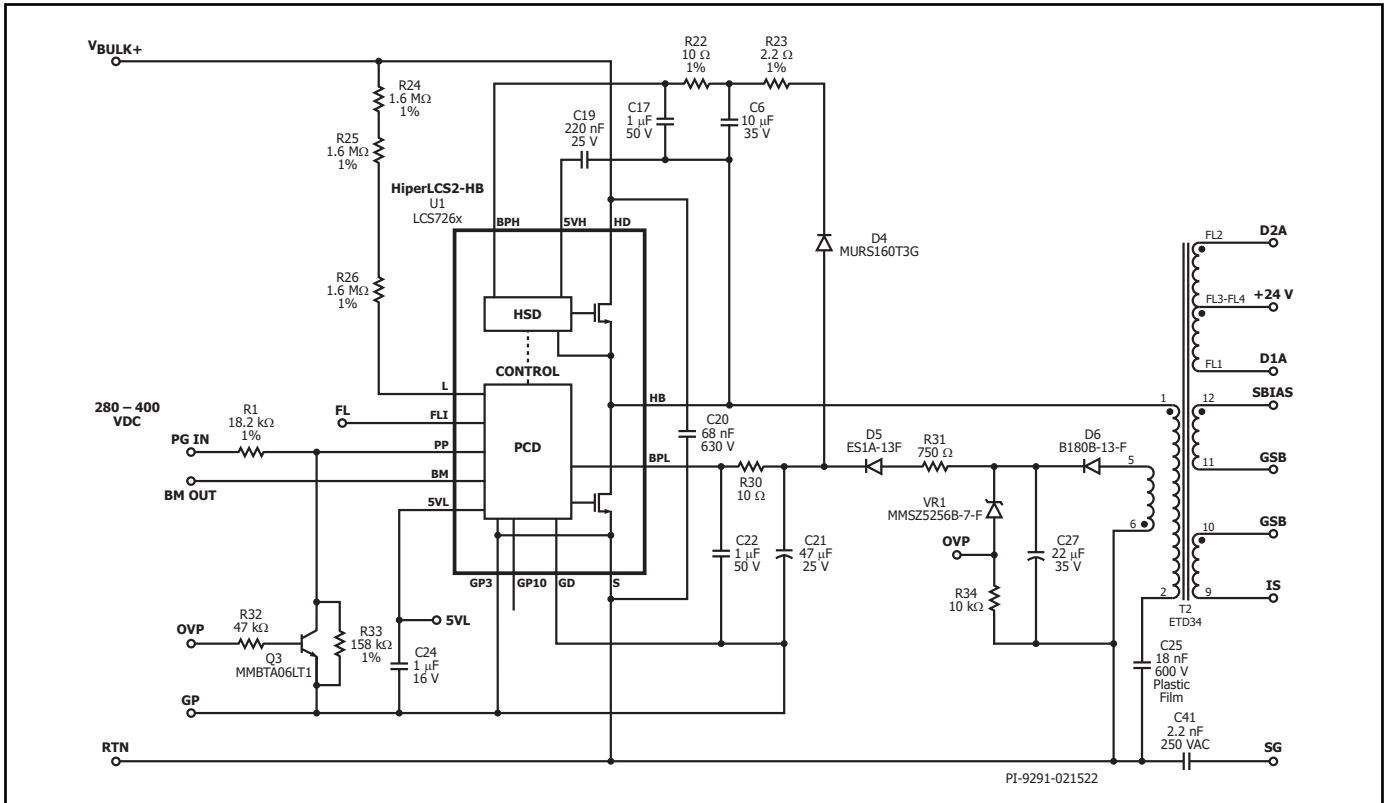 VBULK+
R24
1.6 MΩ
1%
R25
1.6 MΩ
1%
R26
1.6 MΩ
1%
R22
10 Ω
1%
R23
2.2 Ω
1%
C19
220 nF
25 V
C17
1 µF
50 V
C6
10 µF
35 V
HiperLCS2-HB
U1
LCS726x
BPH
5VH
HD
D4
MURS160T3G
HSD
CONTROL
PCD
L
FLI
PP
BM
5VL
HB
BPL
GP3
GP10
GD
S
280 – 400
VDC
FL
R1
18.2 kΩ
1%
PG IN
BM OUT
C20
68 nF
630 V
D5
ES1A-13F
R31
750 Ω
D6
B180B-13-F
R30
10 Ω
VR1
MMSZ5256B-7-F
OVP
R34
10 kΩ
C22
1 µF
50 V
C21
47 µF
25 V
C27
22 µF
35 V
5
6
1
2
FL2
D2A
FL3-FL4
+24 V
FL1
D1A
12
SBIAS
11
GSB
10
GSB
9
IS
T2
ETD34
OVP
R32
47 kΩ
Q3
MMBTA06LT1
R33
158 kΩ
1%
5VL
C24
1 µF
16 V
GP
RTN
C25
18 nF
600 V
Plastic
Film
C41
2.2 nF
250 VAC
SG
PI-9291-021522